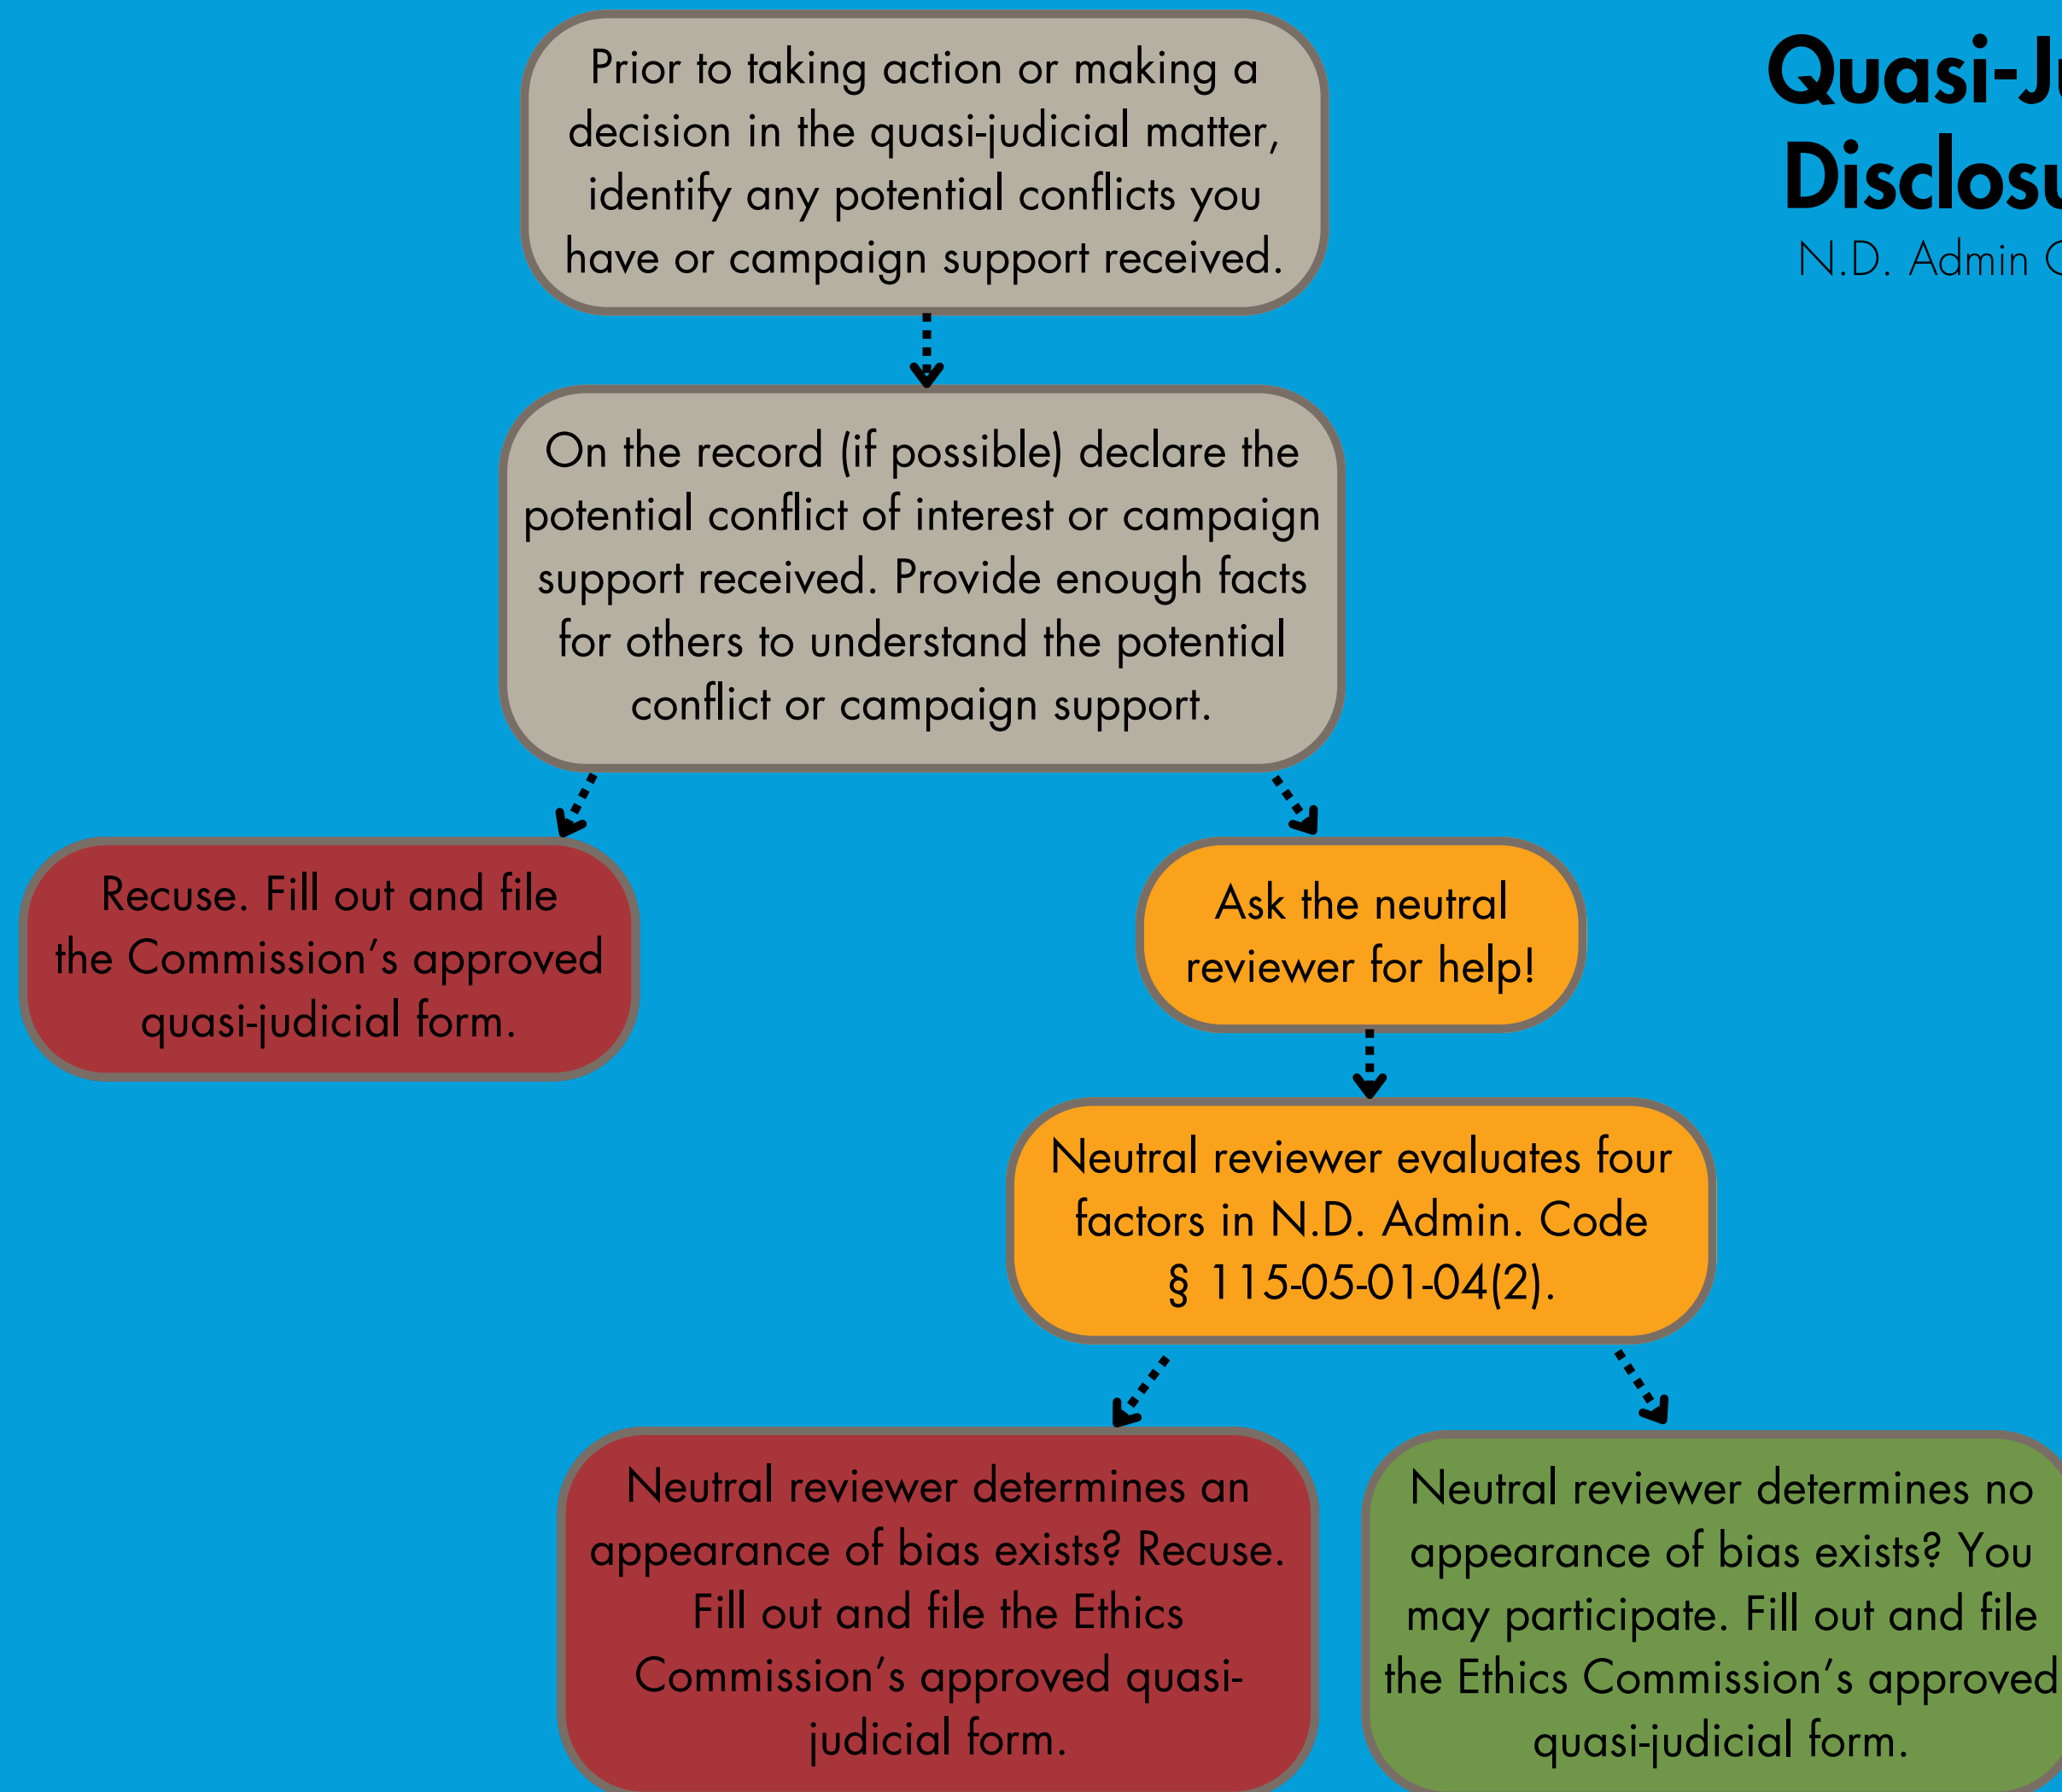 Quasi-Ju
Disclosu
N.D. Admin C
Prior to taking action or making a
decision in the quasi-judicial matter,
identify any potential conflicts you
have or campaign support received.
On the record (if possible) declare the
potential conflict of interest or campaign
support received. Provide enough facts
for others to understand the potential
conflict or campaign support.
Recuse. Fill out and file
the Commission’s approved
quasi-judicial form.
Ask the neutral
reviewer for help!
Neutral reviewer evaluates four
factors in N.D. Admin. Code
§ 115-05-01-04(2).
Neutral reviewer determines an
appearance of bias exists? Recuse.
Fill out and file the Ethics
Commission’s approved quasi-
judicial form.
Neutral reviewer determines no
appearance of bias exists? You
may participate. Fill out and file
the Ethics Commission’s approved
quasi-judicial form.